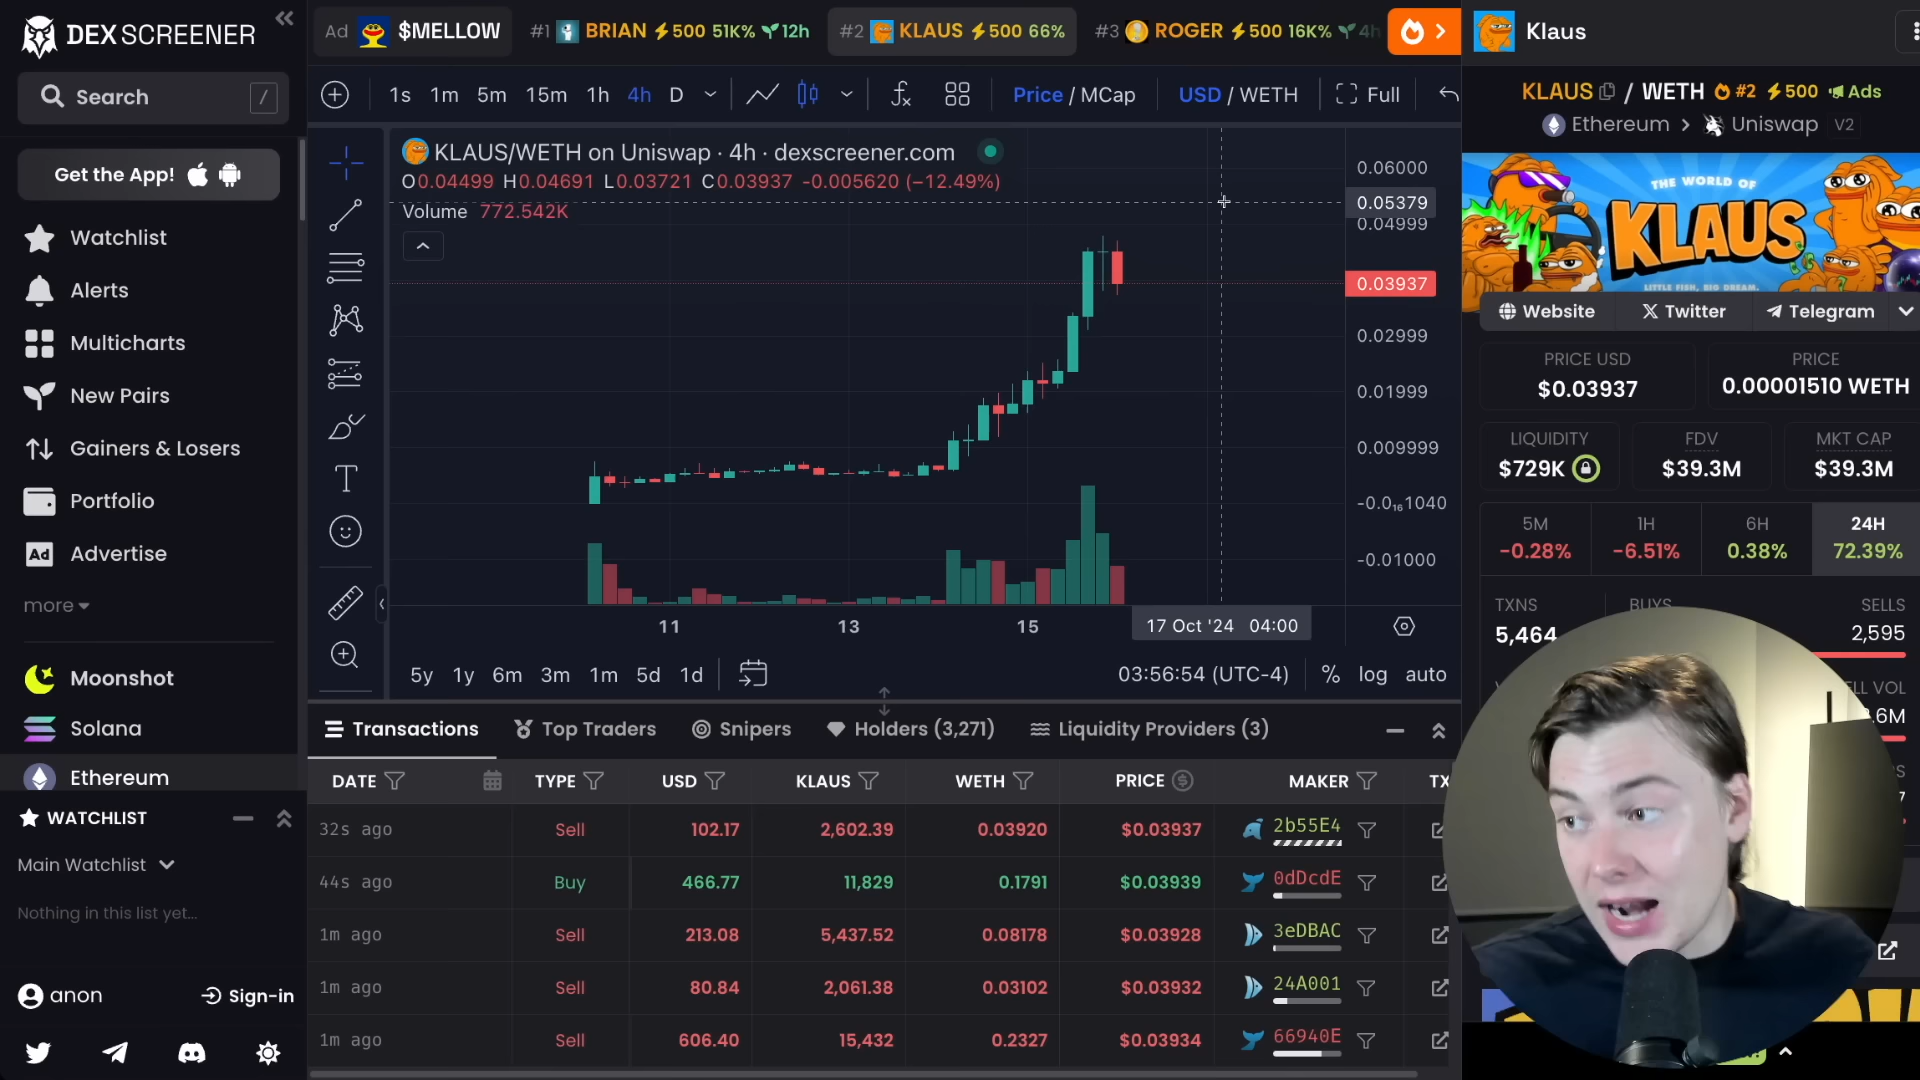 DEX SCREENER
Ad $MELLOW
#1 BRIAN 500 51K% 12h
#2 KLAUS 500 66%
#3 ROGER 500 16K% 4h
Klaus
Search /
1s 1m 5m 15m 1h 4h D
Price / MCap
USD / WETH
Full
KLAUS / WETH #2 500 Ads
Ethereum > Uniswap V2
Get the App!
Watchlist
Alerts
Multicharts
New Pairs
Gainers & Losers
Portfolio
Ad Advertise
more
Moonshot
Solana
Ethereum
WATCHLIST
Main Watchlist
Nothing in this list yet...
anon
Sign-in
KLAUS/WETH on Uniswap · 4h · dexscreener.com
O0.04499 H0.04691 L0.03721 C0.03937 -0.005620 (−12.49%)
Volume 772.542K
0.06000
0.05379
0.04999
0.03937
0.02999
0.01999
0.009999
-0.0₁₆1040
-0.01000
11 13 15 17 Oct '24 04:00
5y 1y 6m 3m 1m 5d 1d
03:56:54 (UTC-4) % log auto
THE WORLD OF
KLAUS
LITTLE FISH, BIG DREAM.
Website
Twitter
Telegram
PRICE USD
$0.03937
PRICE
0.00001510 WETH
LIQUIDITY
$729K
FDV
$39.3M
MKT CAP
$39.3M
5M
-0.28%
1H
-6.51%
6H
0.38%
24H
72.39%
TXNS
5,464
BUYS
SELLS
2,595
Transactions
Top Traders
Snipers
Holders (3,271)
Liquidity Providers (3)
DATE TYPE USD KLAUS WETH PRICE MAKER TX
32s ago Sell 102.17 2,602.39 0.03920 $0.03937 2b55E4
44s ago Buy 466.77 11,829 0.1791 $0.03939 0dDcdE
1m ago Sell 213.08 5,437.52 0.08178 $0.03928 3eDBAC
1m ago Sell 80.84 2,061.38 0.03102 $0.03932 24A001
1m ago Sell 606.40 15,432 0.2327 $0.03934 66940E